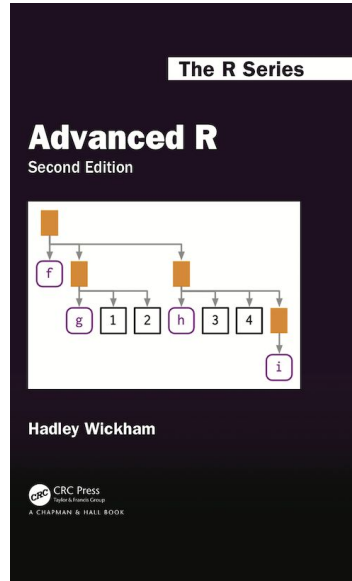 The R Series
Advanced R
Second Edition
f
g 1 2 h 3 4
i
Hadley Wickham
CRC CRC Press
Taylor & Francis Group
A CHAPMAN & HALL BOOK